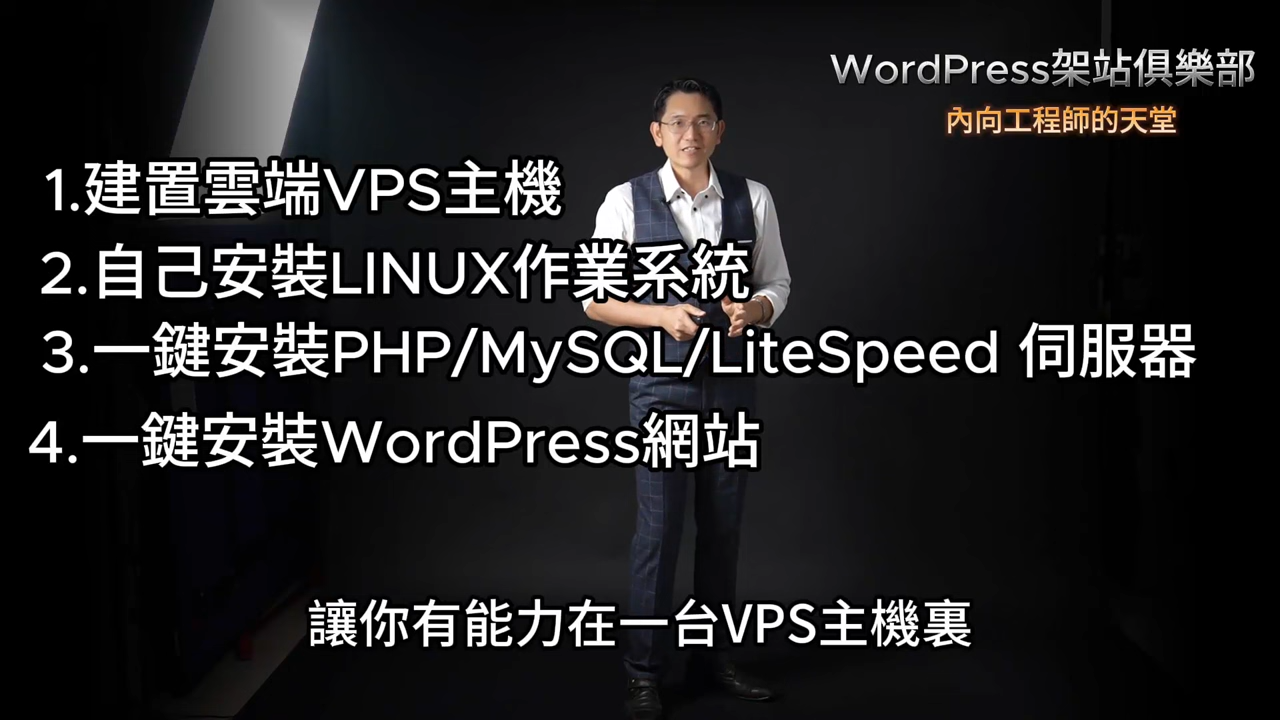 WordPress架站俱樂部
內向工程師的天堂
1.建置雲端VPS主機
2.自己安裝LINUX作業系統
3.一鍵安裝PHP/MySQL/LiteSpeed 伺服器
4.一鍵安裝WordPress網站
讓你有能力在一台VPS主機裏